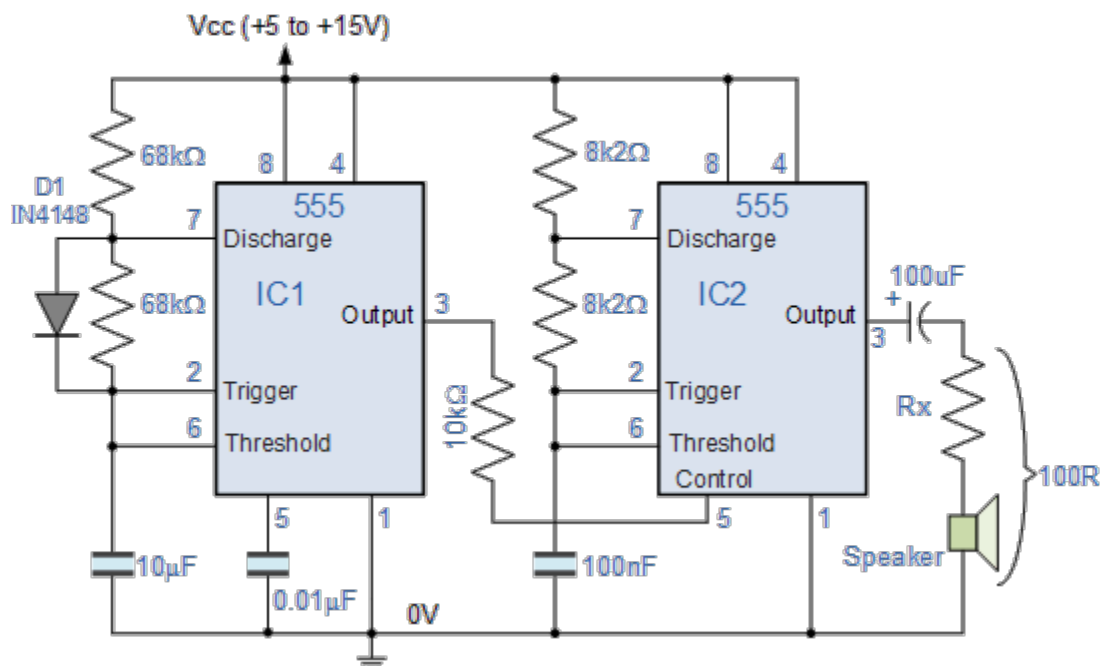 Vcc (+5 to +15V)
68kΩ
8
4
8k2Ω
8
4
D1
IN4148
555
555
7
Discharge
7
Discharge
68kΩ
IC1
3
Output
8k2Ω
IC2
100uF
+
Output
3
2
Trigger
10kΩ
2
Trigger
Rx
6
Threshold
6
Threshold
Control
100R
5
1
5
1
10µF
0.01µF
100nF
Speaker
0V